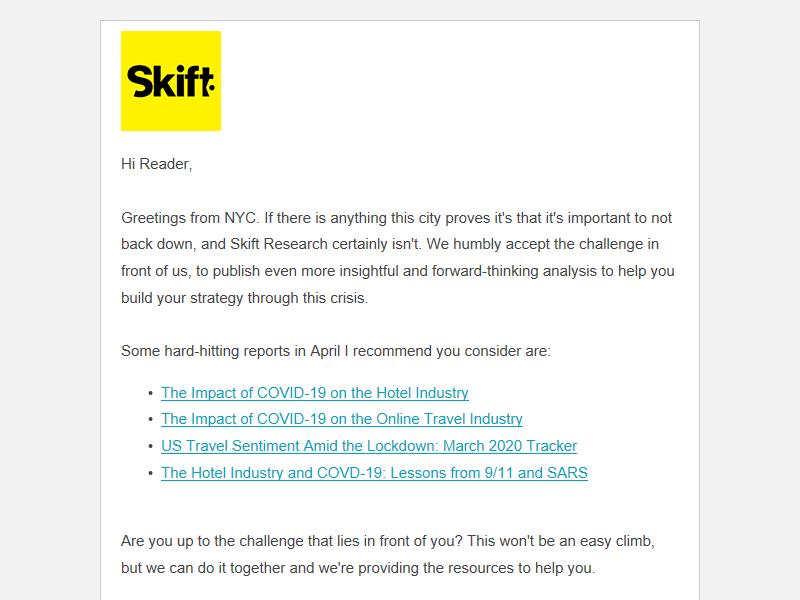 Skift
Hi Reader,
Greetings from NYC. If there is anything this city proves it's that it's important to not
back down, and Skift Research certainly isn't. We humbly accept the challenge in
front of us, to publish even more insightful and forward-thinking analysis to help you
build your strategy through this crisis.
Some hard-hitting reports in April I recommend you consider are:
• The Impact of COVID-19 on the Hotel Industry
• The Impact of COVID-19 on the Online Travel Industry
• US Travel Sentiment Amid the Lockdown: March 2020 Tracker
• The Hotel Industry and COVD-19: Lessons from 9/11 and SARS
Are you up to the challenge that lies in front of you? This won't be an easy climb,
but we can do it together and we're providing the resources to help you.